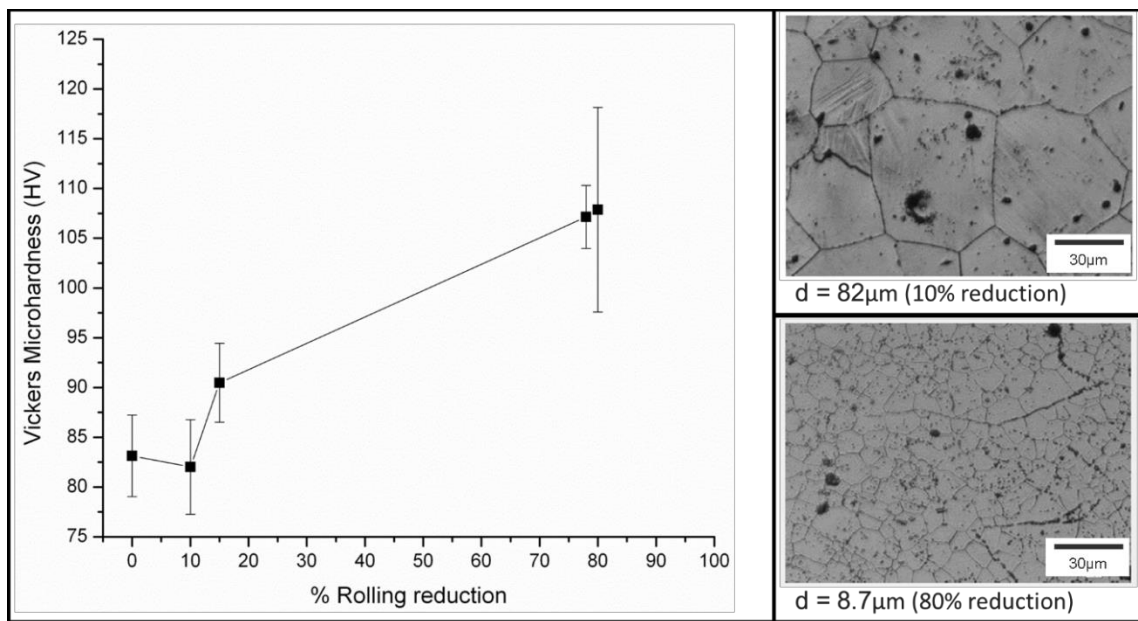 Vickers Microhardness (HV)
125
120
115
110
105
100
95
90
85
80
75
0 10 20 30 40 50 60 70 80 90 100
% Rolling reduction
30µm
d = 82µm (10% reduction)
30µm
d = 8.7µm (80% reduction)